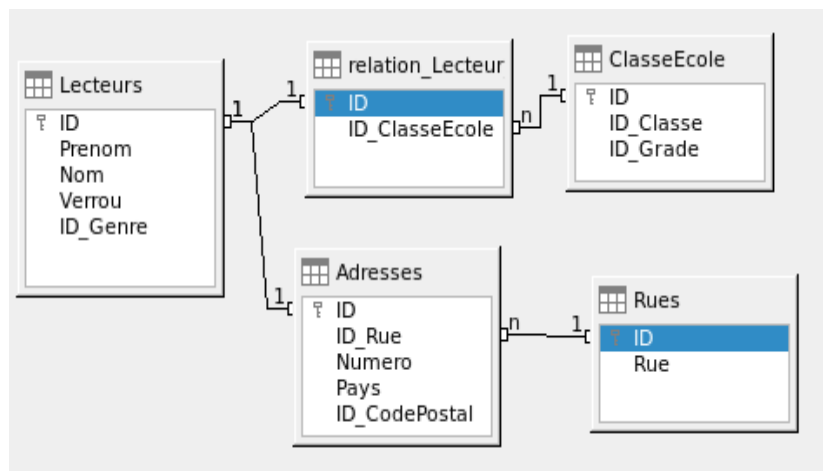 Lecteurs
ID
Prenom
Nom
Verrou
ID_Genre
1
1
relation_Lecteur
ID
ID_ClasseEcole
n
1
ClasseEcole
ID
ID_Classe
ID_Grade
1
Adresses
ID
ID_Rue
Numero
Pays
ID_CodePostal
n
1
Rues
ID
Rue